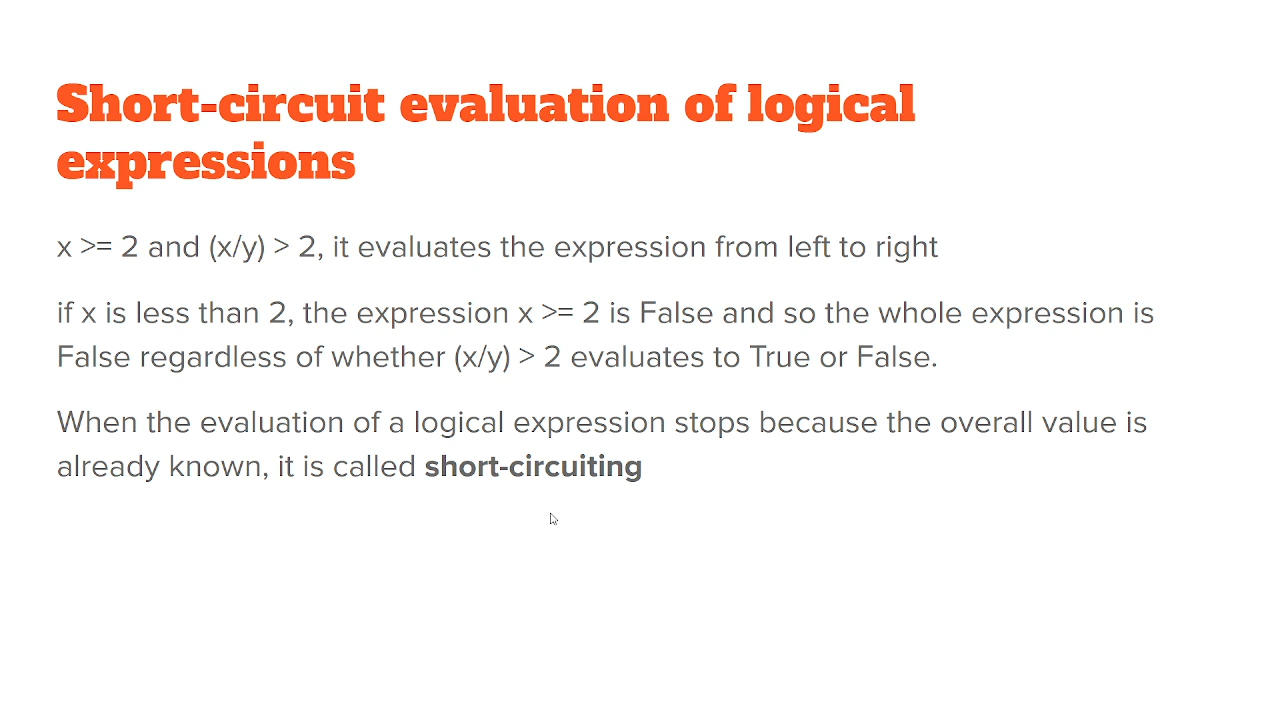 Short-circuit evaluation of logical
expressions
x >= 2 and (x/y) > 2, it evaluates the expression from left to right
if x is less than 2, the expression x >= 2 is False and so the whole expression is
False regardless of whether (x/y) > 2 evaluates to True or False.
When the evaluation of a logical expression stops because the overall value is
already known, it is called short-circuiting